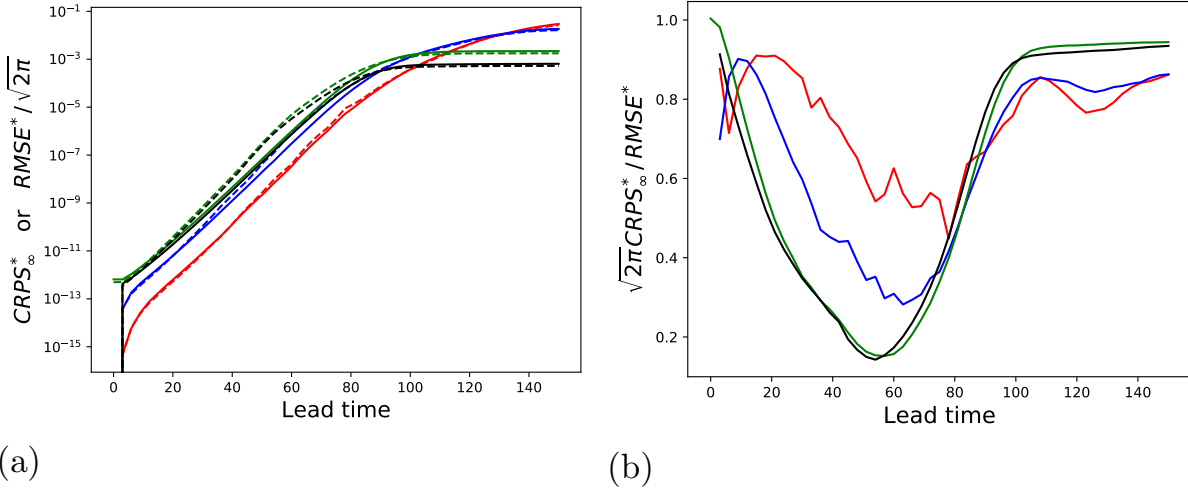 CRPS*∞ or RMSE*/√2π
10⁻¹
10⁻³
10⁻⁵
10⁻⁷
10⁻⁹
10⁻¹¹
10⁻¹³
10⁻¹⁵
0 20 40 60 80 100 120 140
Lead time
(a)
√2πCRPS*∞/RMSE*
1.0
0.8
0.6
0.4
0.2
0 20 40 60 80 100 120 140
Lead time
(b)